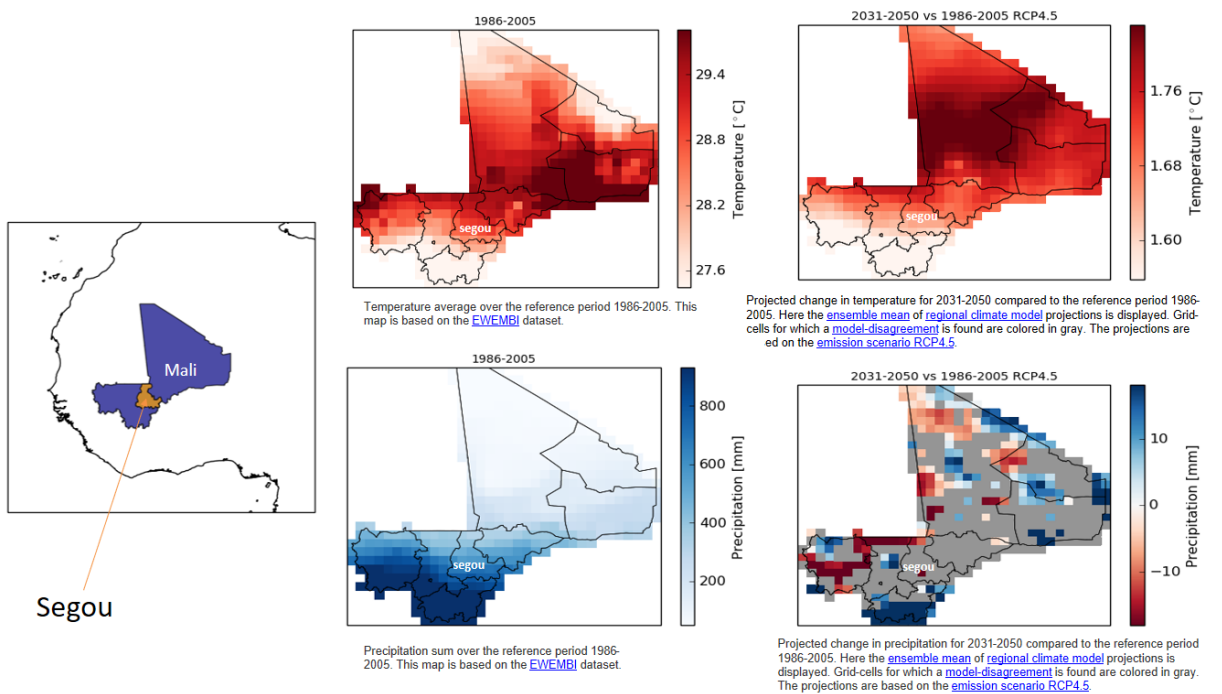 Mali
Segou
1986-2005
segou
29.4
28.8
28.2
27.6
Temperature [ °C]
Temperature average over the reference period 1986-2005. This
map is based on the EWEMBI dataset.
2031-2050 vs 1986-2005 RCP4.5
segou
1.76
1.68
1.60
Temperature [ °C]
Projected change in temperature for 2031-2050 compared to the reference period 1986-
2005. Here the ensemble mean of regional climate model projections is displayed. Grid-
cells for which a model-disagreement is found are colored in gray. The projections are
ed on the emission scenario RCP4.5.
1986-2005
segou
800
600
400
200
Precipitation [mm]
Precipitation sum over the reference period 1986-
2005. This map is based on the EWEMBI dataset.
2031-2050 vs 1986-2005 RCP4.5
segou
10
0
−10
Precipitation [mm]
Projected change in precipitation for 2031-2050 compared to the reference period
1986-2005. Here the ensemble mean of regional climate model projections is
displayed. Grid-cells for which a model-disagreement is found are colored in gray.
The projections are based on the emission scenario RCP4.5.